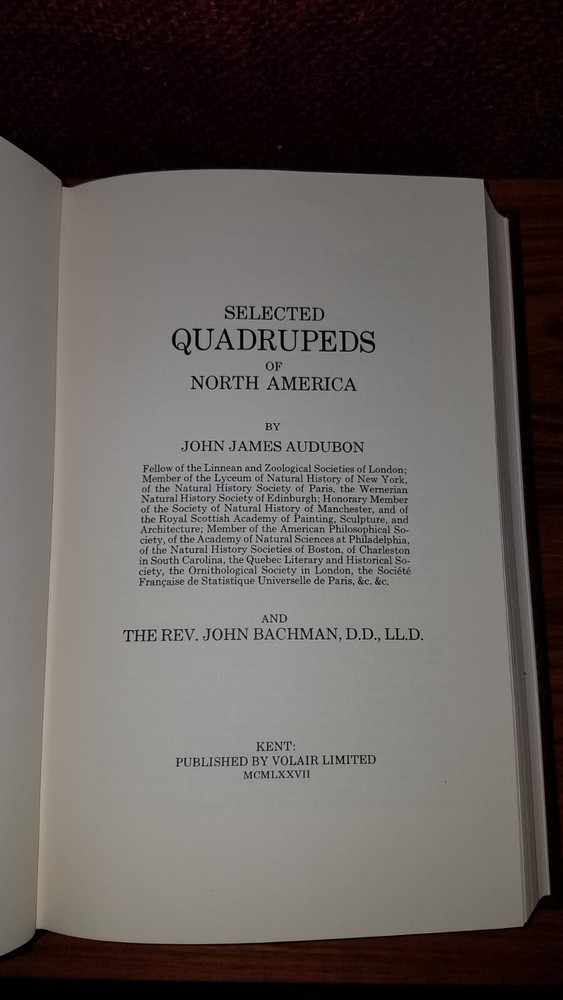 SELECTED
QUADRUPEDS
OF
NORTH AMERICA
BY
JOHN JAMES AUDUBON
Fellow of the Linnean and Zoological Societies of London;
Member of the Lyceum of Natural History of New York,
of the Natural History Society of Paris, the Wernerian
Natural History Society of Edinburgh; Honorary Member
of the Society of Natural History of Manchester, and of
the Royal Scottish Academy of Painting, Sculpture, and
Architecture; Member of the American Philosophical So-
ciety, of the Academy of Natural Sciences at Philadelphia,
of the Natural History Societies of Boston, of Charleston
in South Carolina, the Quebec Literary and Historical So-
ciety, the Ornithological Society in London, the Société
Française de Statistique Universelle de Paris, &c. &c.
AND
THE REV. JOHN BACHMAN, D.D., LL.D.
KENT:
PUBLISHED BY VOLAIR LIMITED
MCMLXXVII